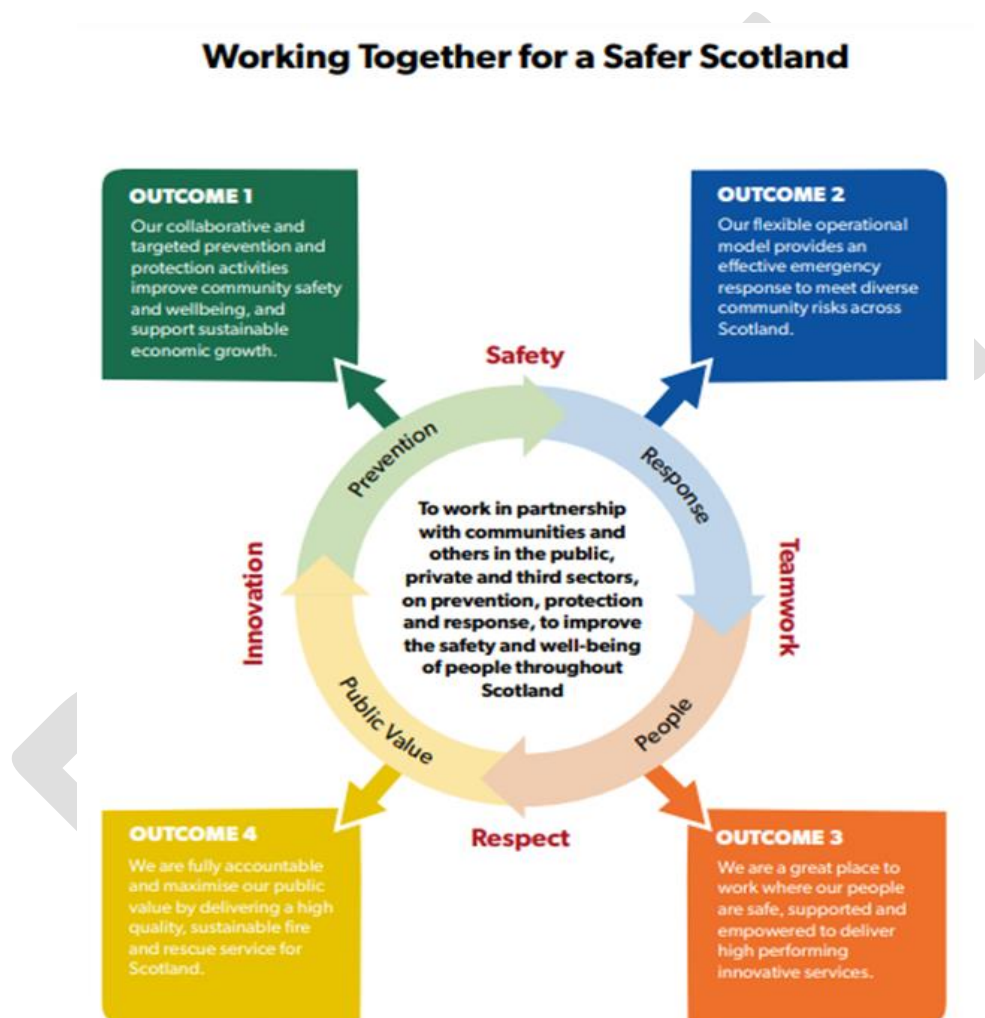 Working Together for a Safer Scotland
OUTCOME 1
Our collaborative and
targeted prevention and
protection activities
improve community safety
and wellbeing, and
support sustainable
economic growth.
OUTCOME 2
Our flexible operational
model provides an
effective emergency
response to meet diverse
community risks across
Scotland.
Safety
Prevention
Response
Innovation
Teamwork
To work in partnership
with communities and
others in the public,
private and third sectors,
on prevention, protection
and response, to improve
the safety and well-being
of people throughout
Scotland
Public Value
People
Respect
OUTCOME 4
We are fully accountable
and maximise our public
value by delivering a high
quality, sustainable fire
and rescue service for
Scotland.
OUTCOME 3
We are a great place to
work where our people
are safe, supported and
empowered to deliver
high performing
innovative services.